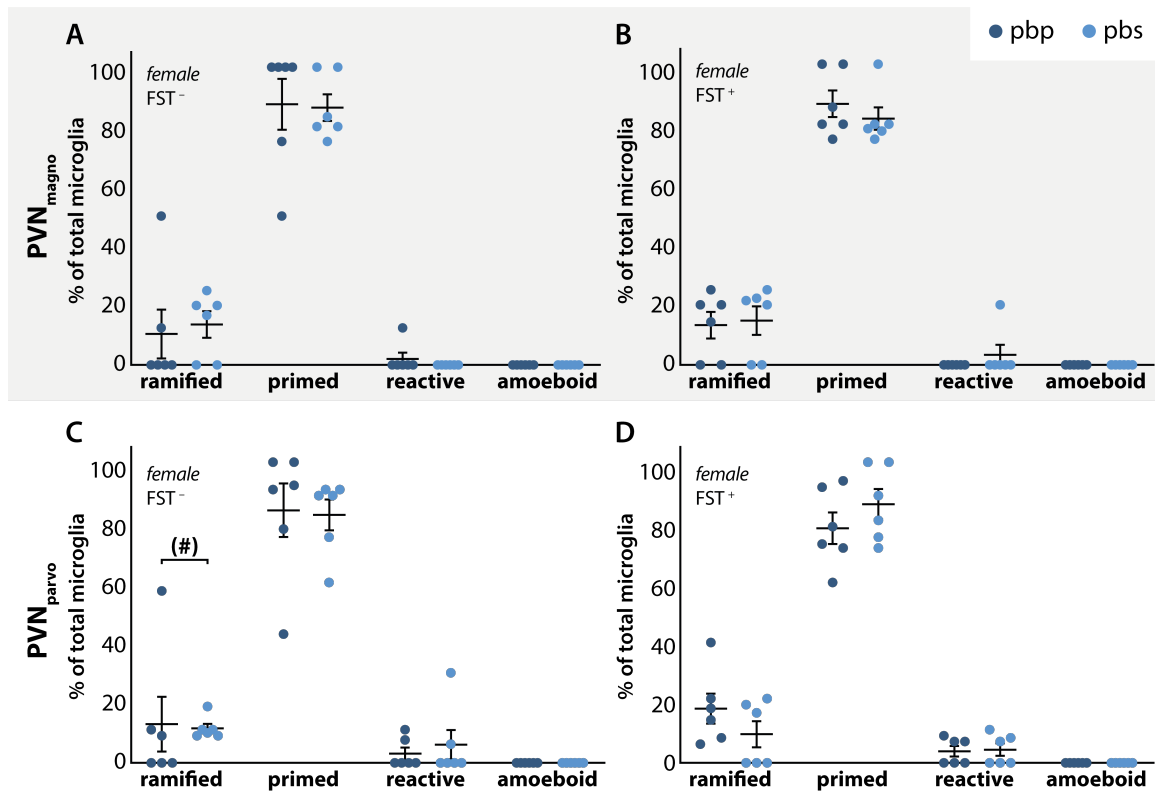 pbp pbs
A
female
FST −
PVNmagno
% of total microglia
100
80
60
40
20
0
ramified primed reactive amoeboid
B
female
FST +
% of total microglia
100
80
60
40
20
0
ramified primed reactive amoeboid
C
female
FST −
(#)
PVNparvo
% of total microglia
100
80
60
40
20
0
ramified primed reactive amoeboid
D
female
FST +
% of total microglia
100
80
60
40
20
0
ramified primed reactive amoeboid